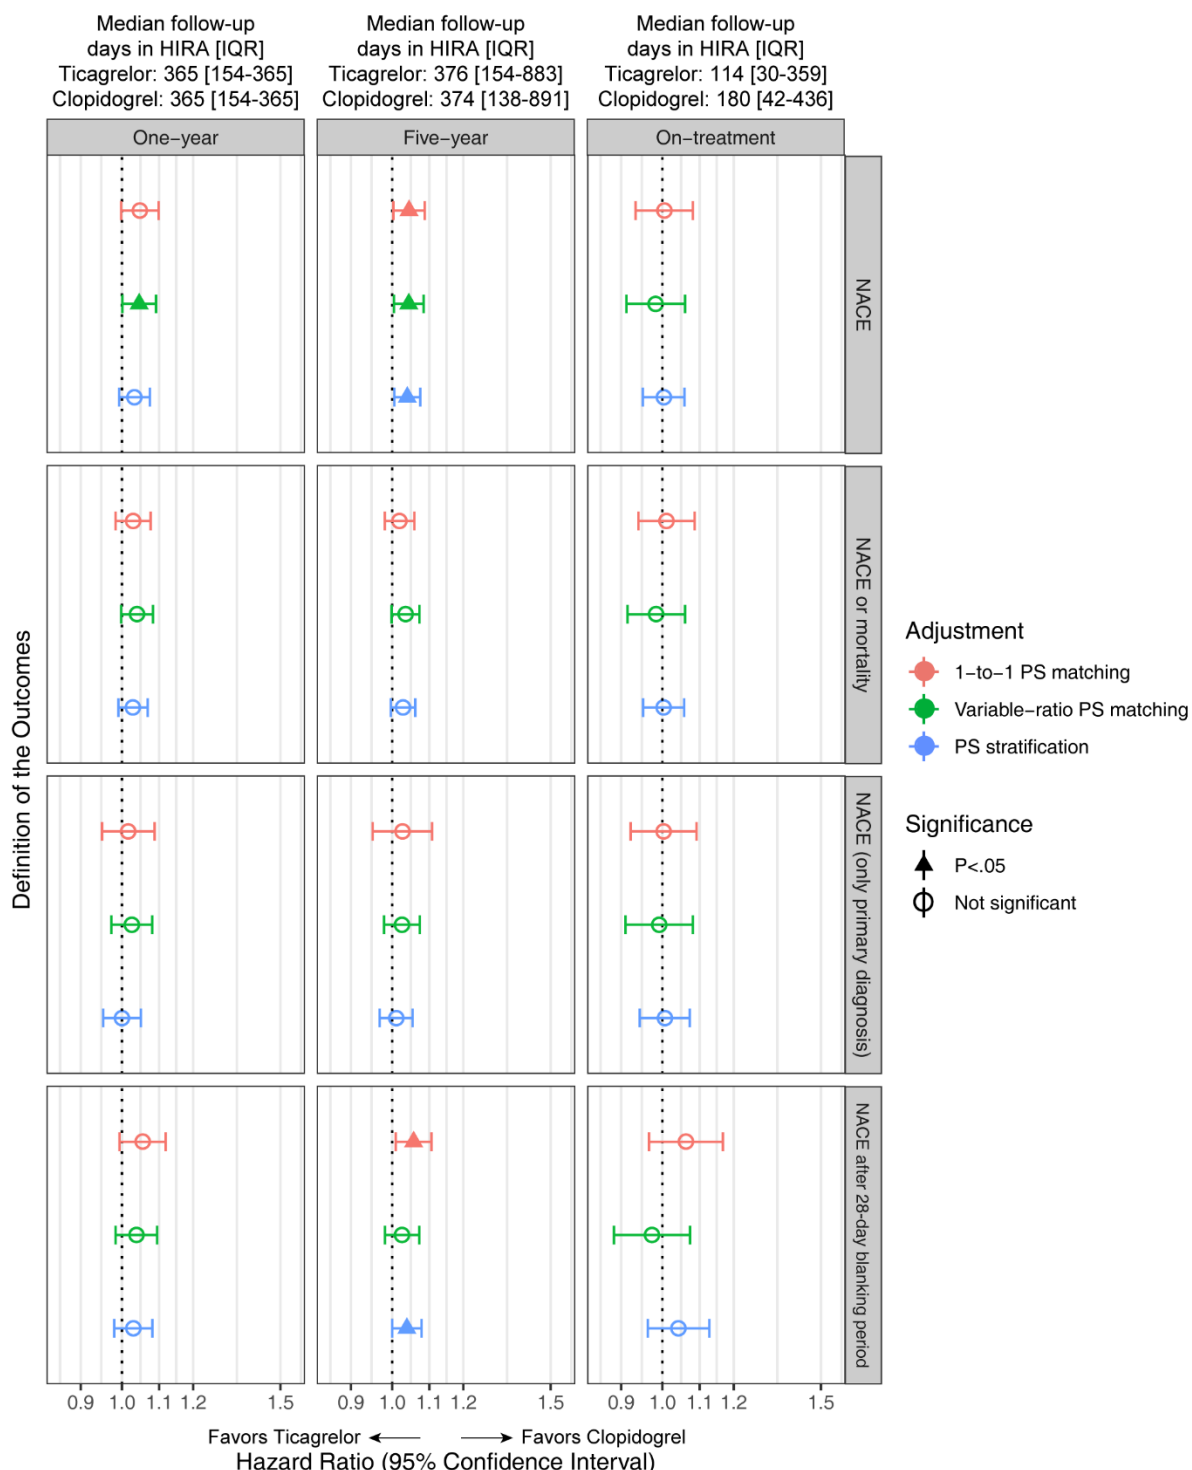 Median follow-up
days in HIRA [IQR]
Ticagrelor: 365 [154-365]
Clopidogrel: 365 [154-365]
Median follow-up
days in HIRA [IQR]
Ticagrelor: 376 [154-883]
Clopidogrel: 374 [138-891]
Median follow-up
days in HIRA [IQR]
Ticagrelor: 114 [30-359]
Clopidogrel: 180 [42-436]
One−year
Five−year
On−treatment
NACE
NACE or mortality
NACE (only primary diagnosis)
NACE after 28-day blanking period
Definition of the Outcomes
Adjustment
1−to−1 PS matching
Variable−ratio PS matching
PS stratification
Significance
P<.05
Not significant
0.9 1.0 1.1 1.2 1.5
0.9 1.0 1.1 1.2 1.5
0.9 1.0 1.1 1.2 1.5
Favors Ticagrelor ← → Favors Clopidogrel
Hazard Ratio (95% Confidence Interval)